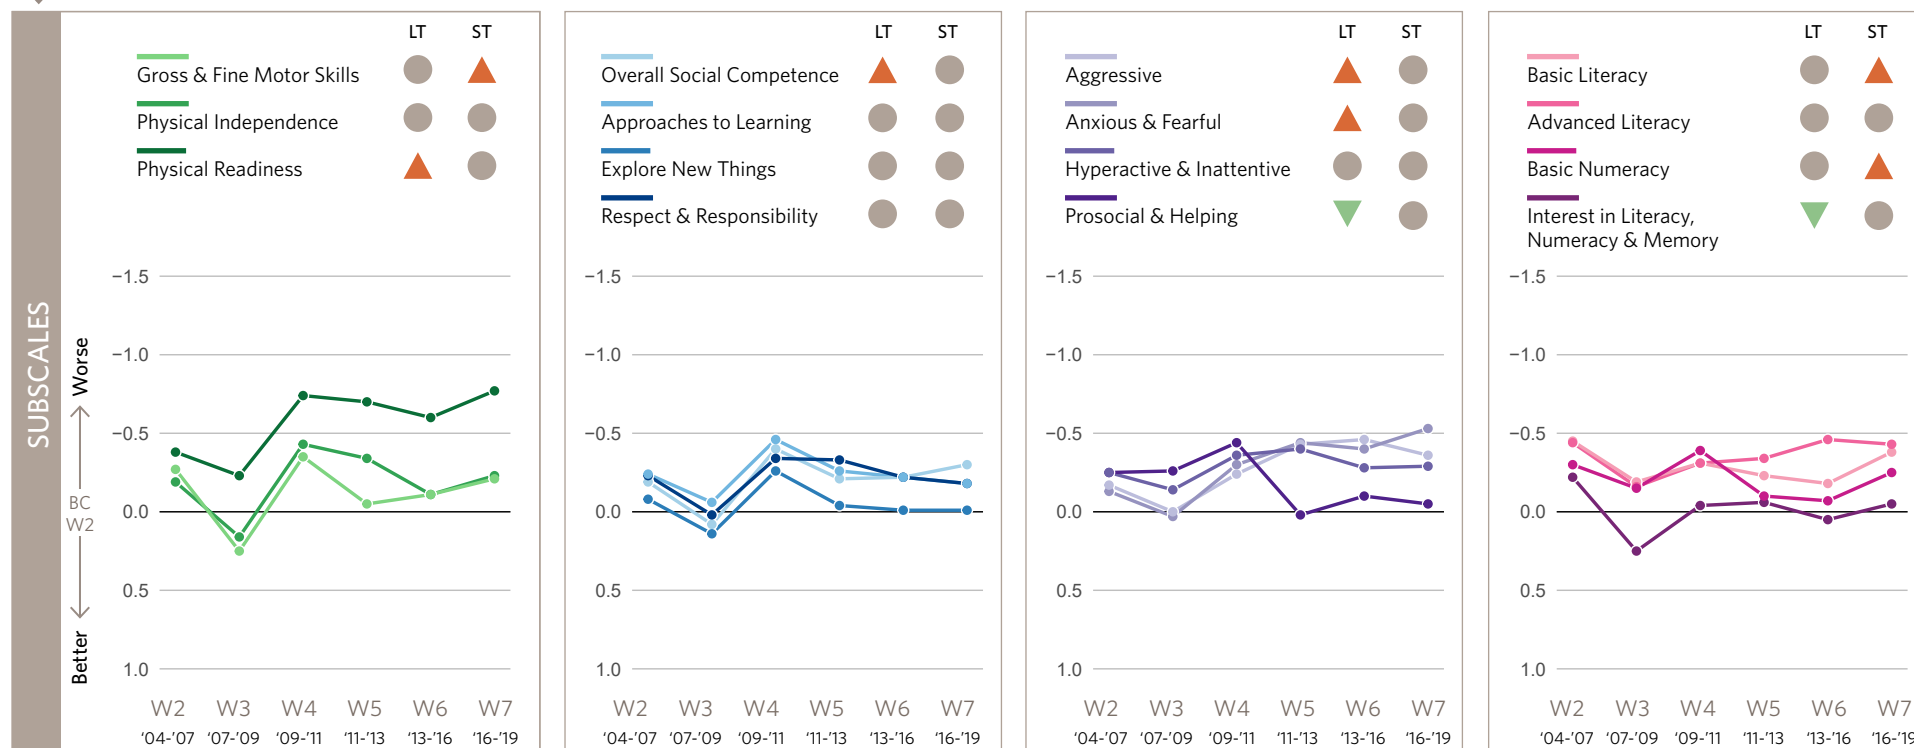 SUBSCALES
Worse
BC
W2
Better
LT ST
Gross & Fine Motor Skills
Physical Independence
Physical Readiness
−1.5
−1.0
−0.5
0.0
0.5
1.0
W2 W3 W4 W5 W6 W7
‘04-’07 ‘07-’09 ‘09-’11 ‘11-’13 ‘13-’16 ‘16-’19
LT ST
Overall Social Competence
Approaches to Learning
Explore New Things
Respect & Responsibility
−1.5
−1.0
−0.5
0.0
0.5
1.0
W2 W3 W4 W5 W6 W7
‘04-’07 ‘07-’09 ‘09-’11 ‘11-’13 ‘13-’16 ‘16-’19
LT ST
Aggressive
Anxious & Fearful
Hyperactive & Inattentive
Prosocial & Helping
−1.5
−1.0
−0.5
0.0
0.5
1.0
W2 W3 W4 W5 W6 W7
‘04-’07 ‘07-’09 ‘09-’11 ‘11-’13 ‘13-’16 ‘16-’19
LT ST
Basic Literacy
Advanced Literacy
Basic Numeracy
Interest in Literacy,
Numeracy & Memory
−1.5
−1.0
−0.5
0.0
0.5
1.0
W2 W3 W4 W5 W6 W7
‘04-’07 ‘07-’09 ‘09-’11 ‘11-’13 ‘13-’16 ‘16-’19